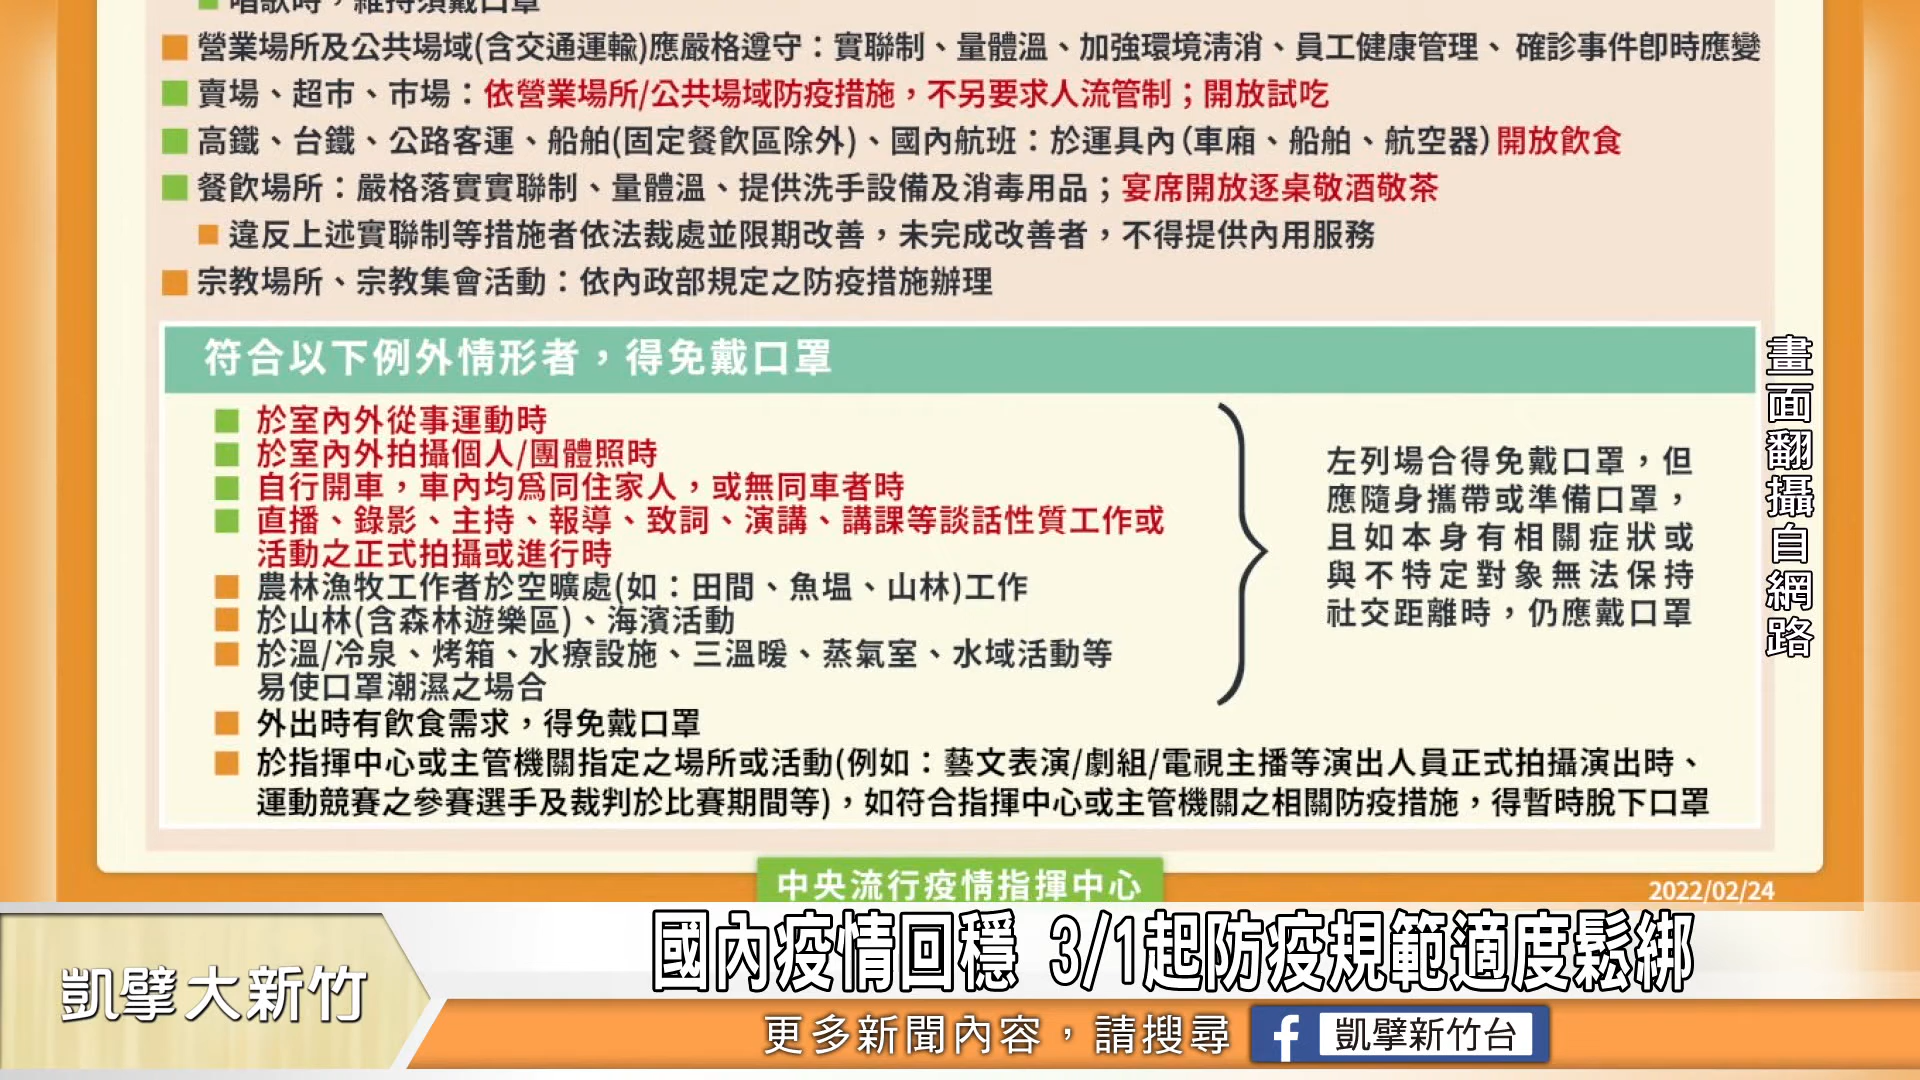 唱歌時，維持須戴口罩
營業場所及公共場域(含交通運輸)應嚴格遵守：實聯制、量體溫、加強環境清消、員工健康管理、確診事件即時應變
賣場、超市、市場：依營業場所/公共場域防疫措施，不另要求人流管制；開放試吃
高鐵、台鐵、公路客運、船舶(固定餐飲區除外)、國內航班：於運具內(車廂、船舶、航空器)開放飲食
餐飲場所：嚴格落實實聯制、量體溫、提供洗手設備及消毒用品；宴席開放逐桌敬酒敬茶
違反上述實聯制等措施者依法裁處並限期改善，未完成改善者，不得提供內用服務
宗教場所、宗教集會活動：依內政部規定之防疫措施辦理
符合以下例外情形者，得免戴口罩
於室內外從事運動時
於室內外拍攝個人/團體照時
自行開車，車內均為同住家人，或無同車者時
直播、錄影、主持、報導、致詞、演講、講課等談話性質工作或
活動之正式拍攝或進行時
農林漁牧工作者於空曠處(如：田間、魚塭、山林)工作
於山林(含森林遊樂區)、海濱活動
於溫/冷泉、烤箱、水療設施、三溫暖、蒸氣室、水域活動等
易使口罩潮濕之場合
外出時有飲食需求，得免戴口罩
於指揮中心或主管機關指定之場所或活動(例如：藝文表演/劇組/電視主播等演出人員正式拍攝演出時、
運動競賽之參賽選手及裁判於比賽期間等)，如符合指揮中心或主管機關之相關防疫措施，得暫時脫下口罩
左列場合得免戴口罩，但
應隨身攜帶或準備口罩，
且如本身有相關症狀或
與不特定對象無法保持
社交距離時，仍應戴口罩
畫面翻攝自網路
中央流行疫情指揮中心
2022/02/24
國內疫情回穩 3/1起防疫規範適度鬆綁
凱擘大新竹
更多新聞內容，請搜尋
f 凱擘新竹台